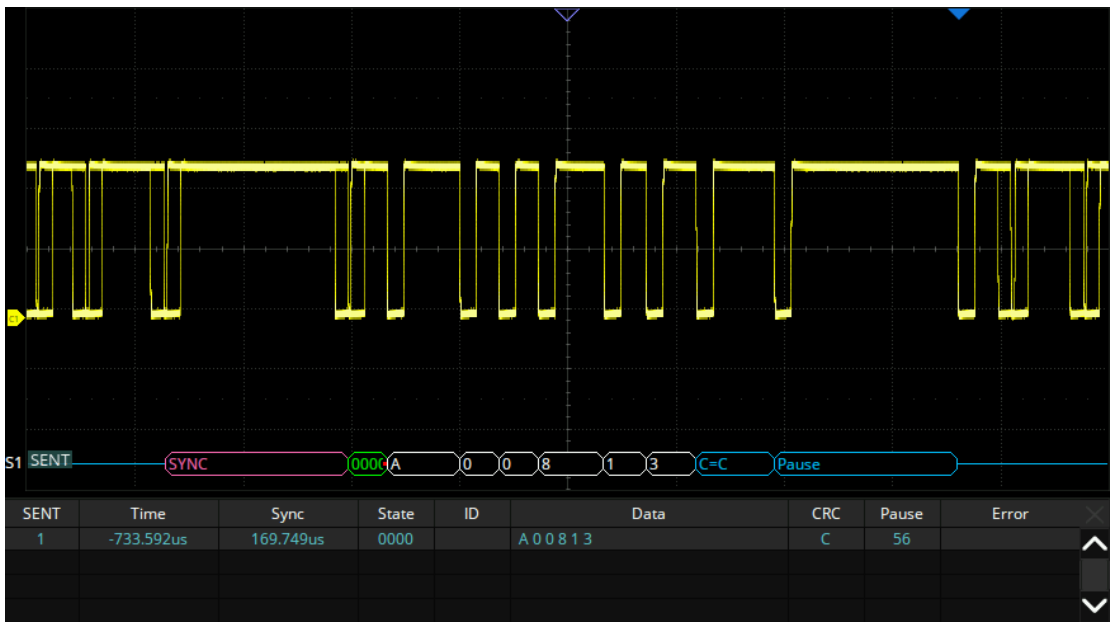 S1 SENT SYNC 0000 A 0 0 8 1 3 C=C Pause
SENT Time Sync State ID Data CRC Pause Error
1 -733.592us 169.749us 0000 A 0 0 8 1 3 C 56